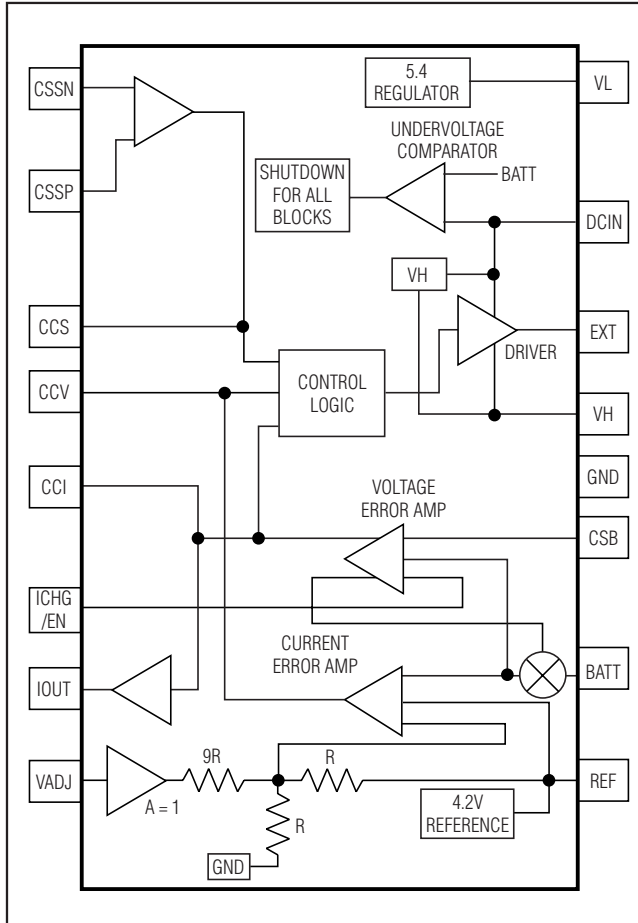 CSSN
CSSP
CCS
CCV
CCI
ICHG
/EN
IOUT
VADJ
5.4
REGULATOR
UNDERVOLTAGE
COMPARATOR
BATT
SHUTDOWN
FOR ALL
BLOCKS
VH
DRIVER
CONTROL
LOGIC
VOLTAGE
ERROR AMP
CURRENT
ERROR AMP
9R
R
A = 1
R
GND
4.2V
REFERENCE
VL
DCIN
EXT
VH
GND
CSB
BATT
REF